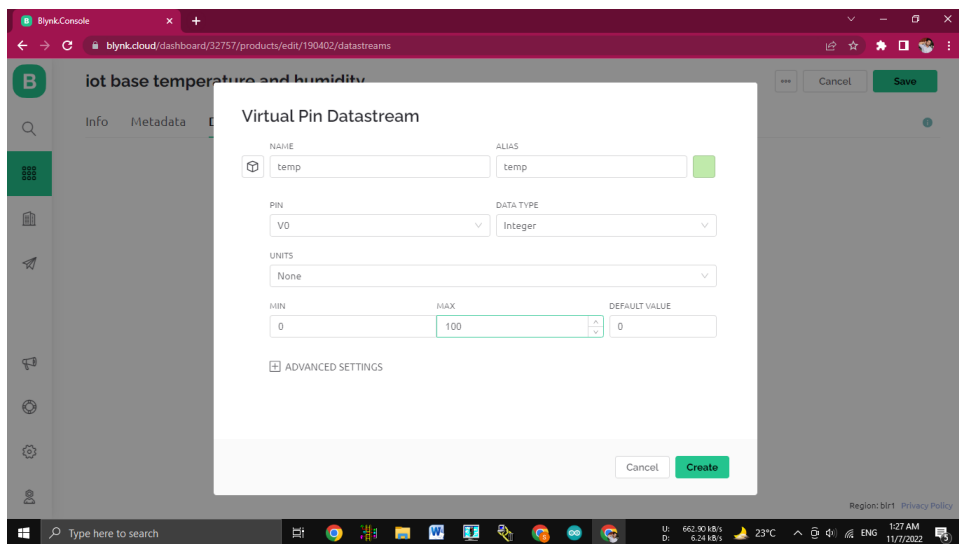 B Blynk.Console
blynk.cloud/dashboard/32757/products/edit/190402/datastreams
B iot base temperature and humidity
Cancel Save
Info Metadata D
Virtual Pin Datastream
NAME ALIAS
temp temp
PIN DATA TYPE
V0 Integer
UNITS
None
MIN MAX DEFAULT VALUE
0 100 0
ADVANCED SETTINGS
Cancel Create
Region: blr1 Privacy Policy
Type here to search
U: 662.90 kB/s
D: 6.24 kB/s
23°C
ENG
1:27 AM
11/7/2022